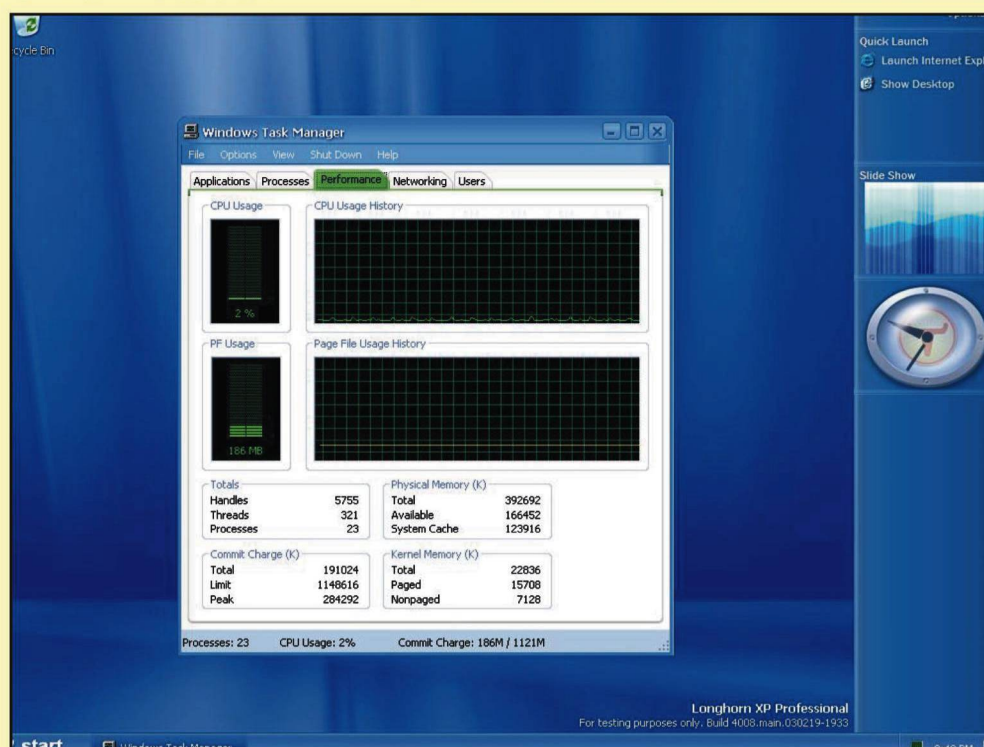 cycle Bin
Quick Launch
Launch Internet Expl
Show Desktop
Slide Show
Windows Task Manager
File Options View Shut Down Help
Applications Processes Performance Networking Users
CPU Usage
2 %
CPU Usage History
PF Usage
186 MB
Page File Usage History
Totals
Handles 5755
Threads 321
Processes 23
Physical Memory (K)
Total 392692
Available 166452
System Cache 123916
Commit Charge (K)
Total 191024
Limit 1148616
Peak 284292
Kernel Memory (K)
Total 22836
Paged 15708
Nonpaged 7128
Processes: 23 CPU Usage: 2% Commit Charge: 186M / 1121M
Longhorn XP Professional
For testing purposes only. Build 4008.main.030219-1933
start
Windows Task Manager